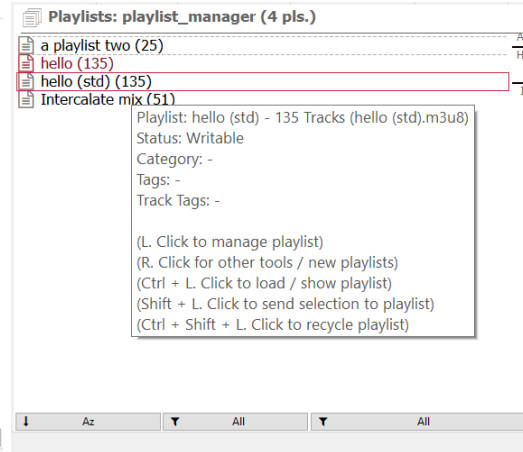 Playlists: playlist_manager (4 pls.)
a playlist two (25)
hello (135)
hello (std) (135)
Intercalate mix (51)
Playlist: hello (std) - 135 Tracks (hello (std).m3u8)
Status: Writable
Category: -
Tags: -
Track Tags: -
(L. Click to manage playlist)
(R. Click for other tools / new playlists)
(Ctrl + L. Click to load / show playlist)
(Shift + L. Click to send selection to playlist)
(Ctrl + Shift + L. Click to recycle playlist)
A
H
I
Az
All
All